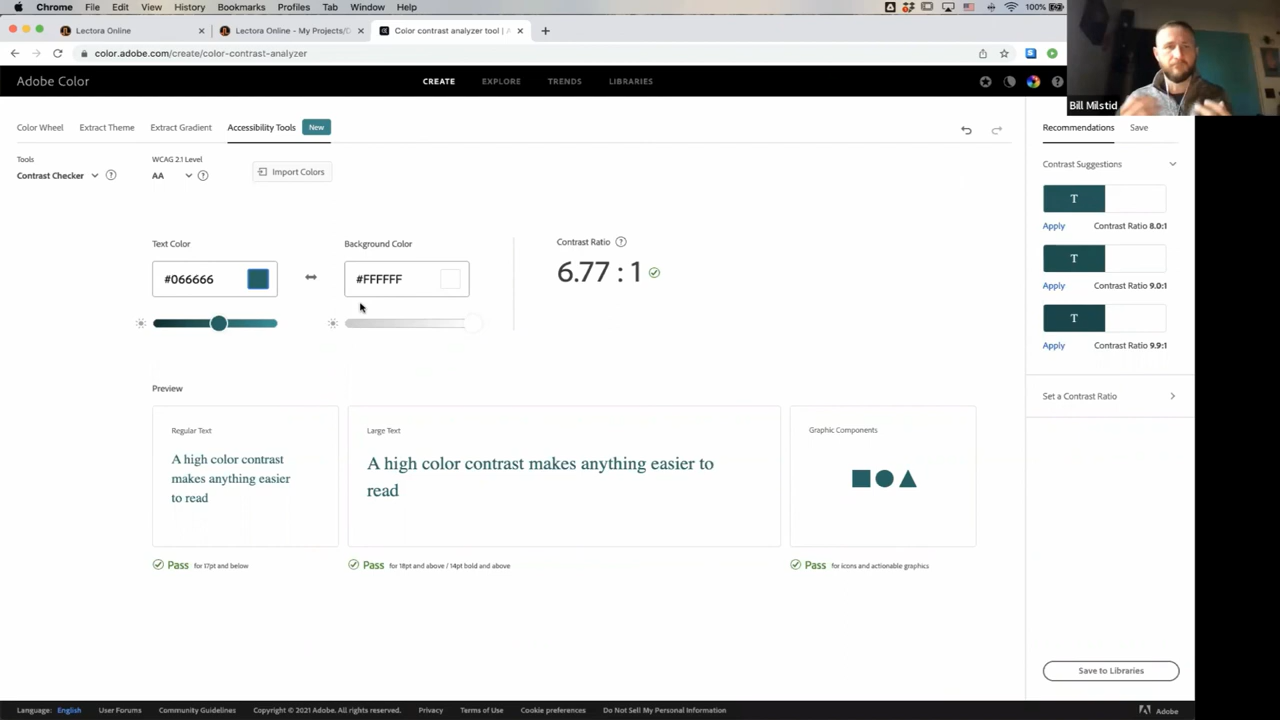 Chrome File Edit View History Bookmarks Profiles Tab Window Help 100%
Lectora Online
Lectora Online - My Projects/D
Color contrast analyzer tool | A
color.adobe.com/create/color-contrast-analyzer
Bill Milstid
Adobe Color
CREATE EXPLORE TRENDS LIBRARIES
Color Wheel Extract Theme Extract Gradient Accessibility Tools New
Recommendations Save
Tools
Contrast Checker
WCAG 2.1 Level
AA
Import Colors
Contrast Suggestions
T
Apply Contrast Ratio 8.0:1
T
Apply Contrast Ratio 9.0:1
T
Apply Contrast Ratio 9.9:1
Set a Contrast Ratio
Text Color
#066666
Background Color
#FFFFFF
Contrast Ratio
6.77 : 1
Preview
Regular Text
A high color contrast
makes anything easier
to read
Large Text
A high color contrast makes anything easier to
read
Graphic Components
Pass for 17pt and below
Pass for 18pt and above / 14pt bold and above
Pass for icons and actionable graphics
Save to Libraries
Language: English User Forums Community Guidelines Copyright © 2021 Adobe. All rights reserved. Privacy Terms of Use Cookie preferences Do Not Sell My Personal Information Adobe